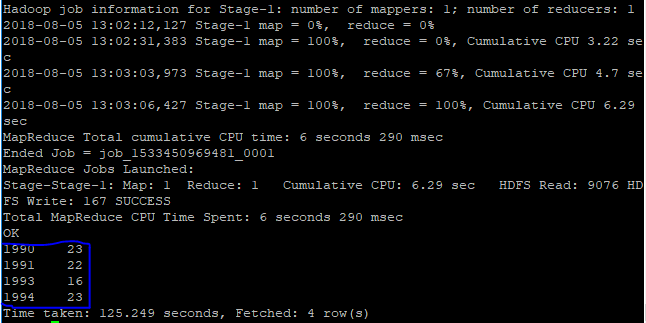 Hadoop job information for Stage-1: number of mappers: 1; number of reducers: 1
2018-08-05 13:02:12,127 Stage-1 map = 0%,  reduce = 0%
2018-08-05 13:02:31,383 Stage-1 map = 100%,  reduce = 0%, Cumulative CPU 3.22 se
c
2018-08-05 13:03:03,973 Stage-1 map = 100%,  reduce = 67%, Cumulative CPU 4.7 se
c
2018-08-05 13:03:06,427 Stage-1 map = 100%,  reduce = 100%, Cumulative CPU 6.29
sec
MapReduce Total cumulative CPU time: 6 seconds 290 msec
Ended Job = job_1533450969481_0001
MapReduce Jobs Launched:
Stage-Stage-1: Map: 1  Reduce: 1   Cumulative CPU: 6.29 sec   HDFS Read: 9076 HD
FS Write: 167 SUCCESS
Total MapReduce CPU Time Spent: 6 seconds 290 msec
OK
1990    23
1991    22
1993    16
1994    23
Time taken: 125.249 seconds, Fetched: 4 row(s)